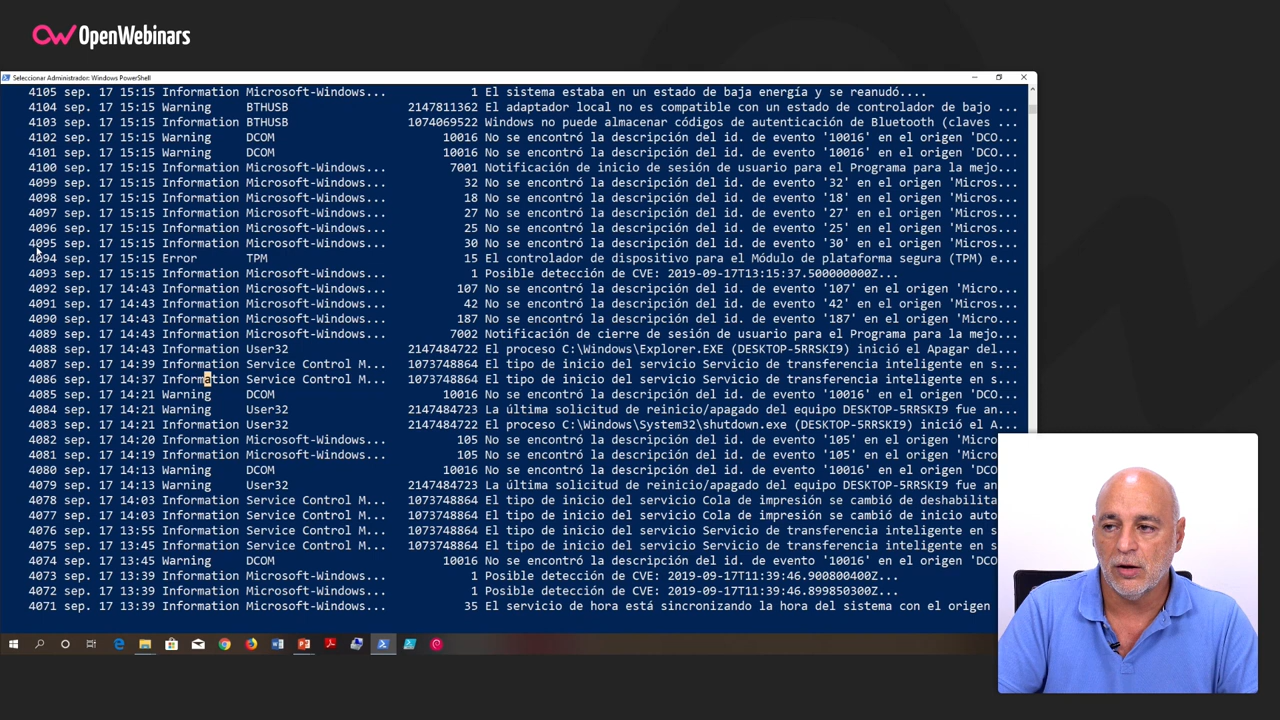 OW OpenWebinars
Seleccionar Administrador: Windows PowerShell
4105 sep. 17 15:15 Information Microsoft-Windows... 1 El sistema estaba en un estado de baja energía y se reanudó....
4104 sep. 17 15:15 Warning BTHUSB 2147811362 El adaptador local no es compatible con un estado de controlador de bajo ...
4103 sep. 17 15:15 Information BTHUSB 1074069522 Windows no puede almacenar códigos de autenticación de Bluetooth (claves ...
4102 sep. 17 15:15 Warning DCOM 10016 No se encontró la descripción del id. de evento '10016' en el origen 'DCO...
4101 sep. 17 15:15 Warning DCOM 10016 No se encontró la descripción del id. de evento '10016' en el origen 'DCO...
4100 sep. 17 15:15 Information Microsoft-Windows... 7001 Notificación de inicio de sesión de usuario para el Programa para la mejo...
4099 sep. 17 15:15 Information Microsoft-Windows... 32 No se encontró la descripción del id. de evento '32' en el origen 'Micros...
4098 sep. 17 15:15 Information Microsoft-Windows... 18 No se encontró la descripción del id. de evento '18' en el origen 'Micros...
4097 sep. 17 15:15 Information Microsoft-Windows... 27 No se encontró la descripción del id. de evento '27' en el origen 'Micros...
4096 sep. 17 15:15 Information Microsoft-Windows... 25 No se encontró la descripción del id. de evento '25' en el origen 'Micros...
4095 sep. 17 15:15 Information Microsoft-Windows... 30 No se encontró la descripción del id. de evento '30' en el origen 'Micros...
4094 sep. 17 15:15 Error TPM 15 El controlador de dispositivo para el Módulo de plataforma segura (TPM) e...
4093 sep. 17 15:15 Information Microsoft-Windows... 1 Posible detección de CVE: 2019-09-17T13:15:37.500000000Z...
4092 sep. 17 14:43 Information Microsoft-Windows... 107 No se encontró la descripción del id. de evento '107' en el origen 'Micro...
4091 sep. 17 14:43 Information Microsoft-Windows... 42 No se encontró la descripción del id. de evento '42' en el origen 'Micros...
4090 sep. 17 14:43 Information Microsoft-Windows... 187 No se encontró la descripción del id. de evento '187' en el origen 'Micro...
4089 sep. 17 14:43 Information Microsoft-Windows... 7002 Notificación de cierre de sesión de usuario para el Programa para la mejo...
4088 sep. 17 14:43 Information User32 2147484722 El proceso C:\Windows\Explorer.EXE (DESKTOP-5RRSKI9) inició el Apagar del...
4087 sep. 17 14:39 Information Service Control M... 1073748864 El tipo de inicio del servicio Servicio de transferencia inteligente en s...
4086 sep. 17 14:37 Information Service Control M... 1073748864 El tipo de inicio del servicio Servicio de transferencia inteligente en s...
4085 sep. 17 14:21 Warning DCOM 10016 No se encontró la descripción del id. de evento '10016' en el origen 'DCO...
4084 sep. 17 14:21 Warning User32 2147484723 La última solicitud de reinicio/apagado del equipo DESKTOP-5RRSKI9 fue an...
4083 sep. 17 14:21 Information User32 2147484722 El proceso C:\Windows\System32\shutdown.exe (DESKTOP-5RRSKI9) inició el A...
4082 sep. 17 14:20 Information Microsoft-Windows... 105 No se encontró la descripción del id. de evento '105' en el origen 'Micro
4081 sep. 17 14:19 Information Microsoft-Windows... 105 No se encontró la descripción del id. de evento '105' en el origen 'Micro
4080 sep. 17 14:13 Warning DCOM 10016 No se encontró la descripción del id. de evento '10016' en el origen 'DCO
4079 sep. 17 14:13 Warning User32 2147484723 La última solicitud de reinicio/apagado del equipo DESKTOP-5RRSKI9 fue an
4078 sep. 17 14:03 Information Service Control M... 1073748864 El tipo de inicio del servicio Cola de impresión se cambió de deshabilita
4077 sep. 17 14:03 Information Service Control M... 1073748864 El tipo de inicio del servicio Cola de impresión se cambió de inicio auto
4076 sep. 17 13:55 Information Service Control M... 1073748864 El tipo de inicio del servicio Servicio de transferencia inteligente en s
4075 sep. 17 13:45 Information Service Control M... 1073748864 El tipo de inicio del servicio Servicio de transferencia inteligente en s
4074 sep. 17 13:45 Warning DCOM 10016 No se encontró la descripción del id. de evento '10016' en el origen 'DCO
4073 sep. 17 13:39 Information Microsoft-Windows... 1 Posible detección de CVE: 2019-09-17T11:39:46.900800400Z...
4072 sep. 17 13:39 Information Microsoft-Windows... 1 Posible detección de CVE: 2019-09-17T11:39:46.899850300Z...
4071 sep. 17 13:39 Information Microsoft-Windows... 35 El servicio de hora está sincronizando la hora del sistema con el origen